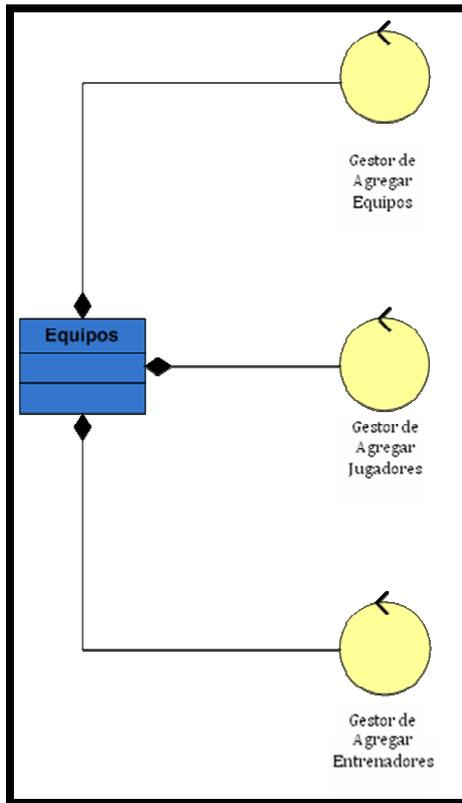 Gestor de
Agregar
Equipos
Equipos
Gestor de
Agregar
Jugadores
Gestor de
Agregar
Entrenadores